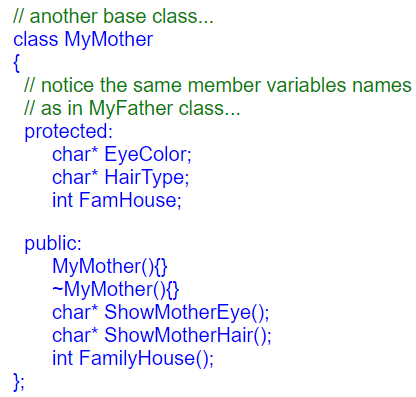 // another base class...
class MyMother
{
// notice the same member variables names
// as in MyFather class...
protected:
char* EyeColor;
char* HairType;
int FamHouse;
public:
MyMother(){}
~MyMother(){}
char* ShowMotherEye();
char* ShowMotherHair();
int FamilyHouse();
};